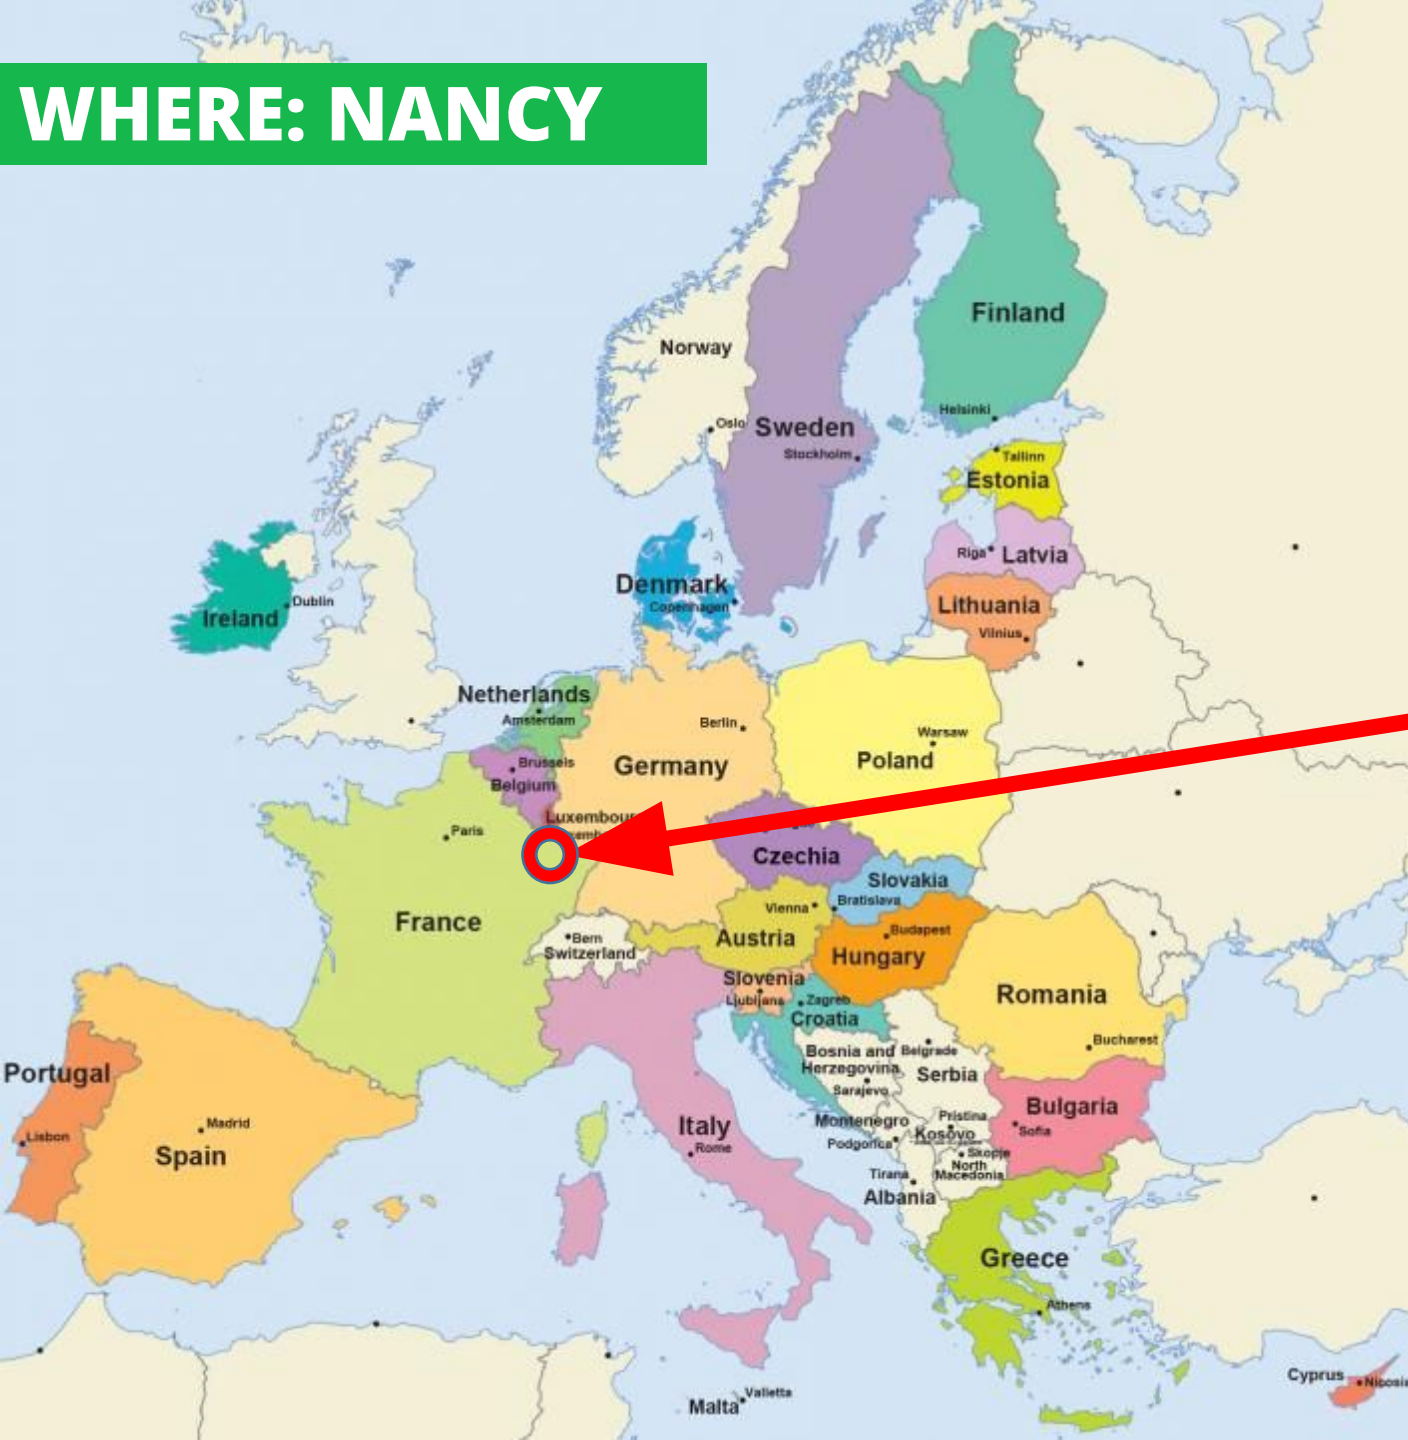 WHERE: NANCY
Finland
Norway
Helsinki
Oslo
Sweden
Stockholm
Tallinn
Estonia
Riga
Latvia
Denmark
Copenhagen
Dublin
Ireland
Lithuania
Vilnius
Netherlands
Amsterdam
Berlin
Warsaw
Poland
Brussels
Germany
Belgium
Luxembour
Paris
Czechia
Slovakia
Bratislava
Vienna
France
Budapest
Bern
Austria
Switzerland
Hungary
Slovenia
Ljubljana
Zagreb
Croatia
Romania
Bucharest
Bosnia and
Herzegovina
Belgrade
Serbia
Sarajevo
Portugal
Bulgaria
Sofia
Montenegro
Pristina
Kosovo
Podgorica
Skopje
North
Macedonia
Tirana
Albania
Italy
Rome
Madrid
Lisbon
Spain
Greece
Athens
Cyprus
Nicosia
Valletta
Malta